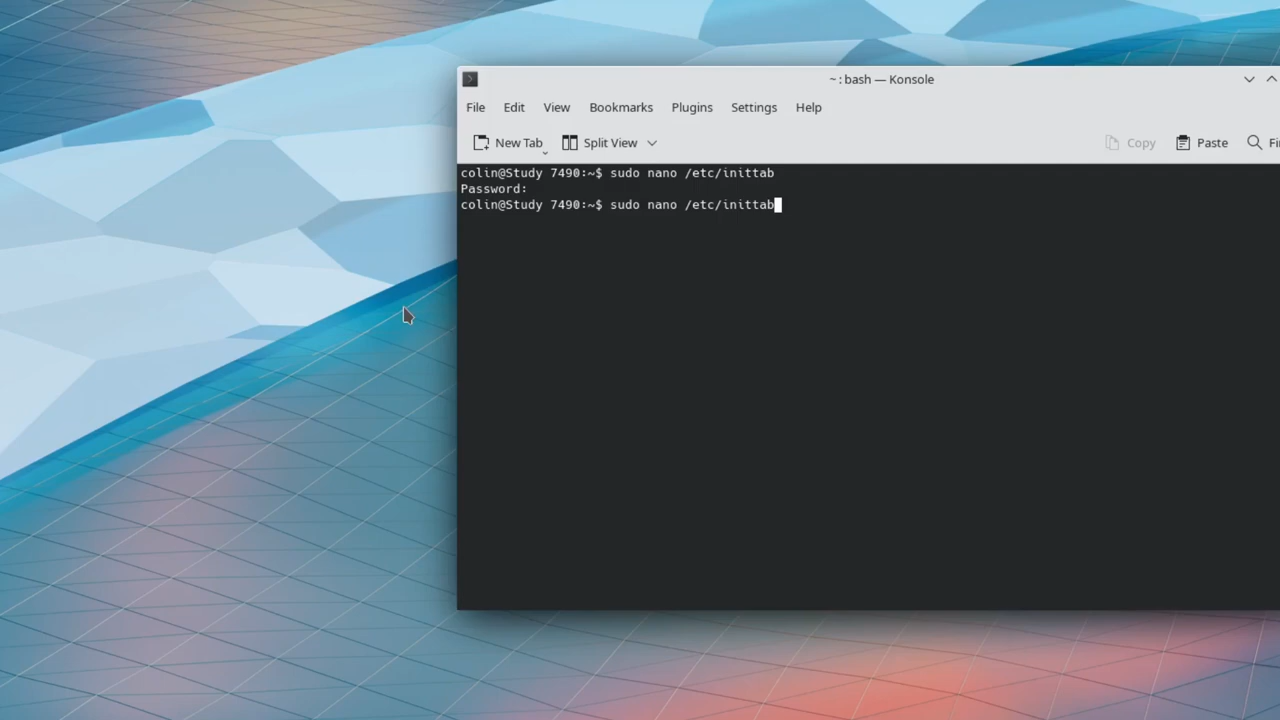 ~ : bash — Konsole
File Edit View Bookmarks Plugins Settings Help
New Tab Split View Copy Paste
colin@Study 7490:~$ sudo nano /etc/inittab
Password:
colin@Study 7490:~$ sudo nano /etc/inittab